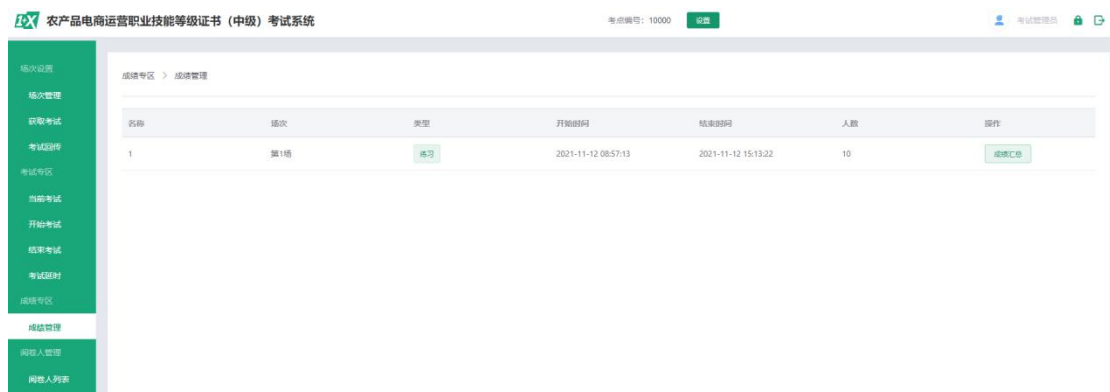 1+X 农产品电商运营职业技能等级证书（中级）考试系统
考点编号：10000 设置
考试管理员
场次设置
场次管理
获取考试
考试回传
考试专区
当前考试
开始考试
结束考试
考试延时
成绩专区
成绩管理
阅卷人管理
阅卷人列表
成绩专区 > 成绩管理
名称 场次 类型 开始时间 结束时间 人数 操作
1 第1场 练习 2021-11-12 08:57:13 2021-11-12 15:13:22 10 成绩汇总